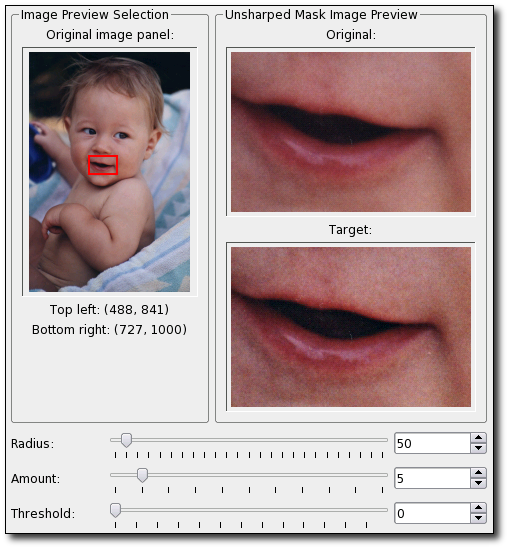 Image Preview Selection
Original image panel:
Top left: (488, 841)
Bottom right: (727, 1000)
Unsharped Mask Image Preview
Original:
Target:
Radius: 50
Amount: 5
Threshold: 0